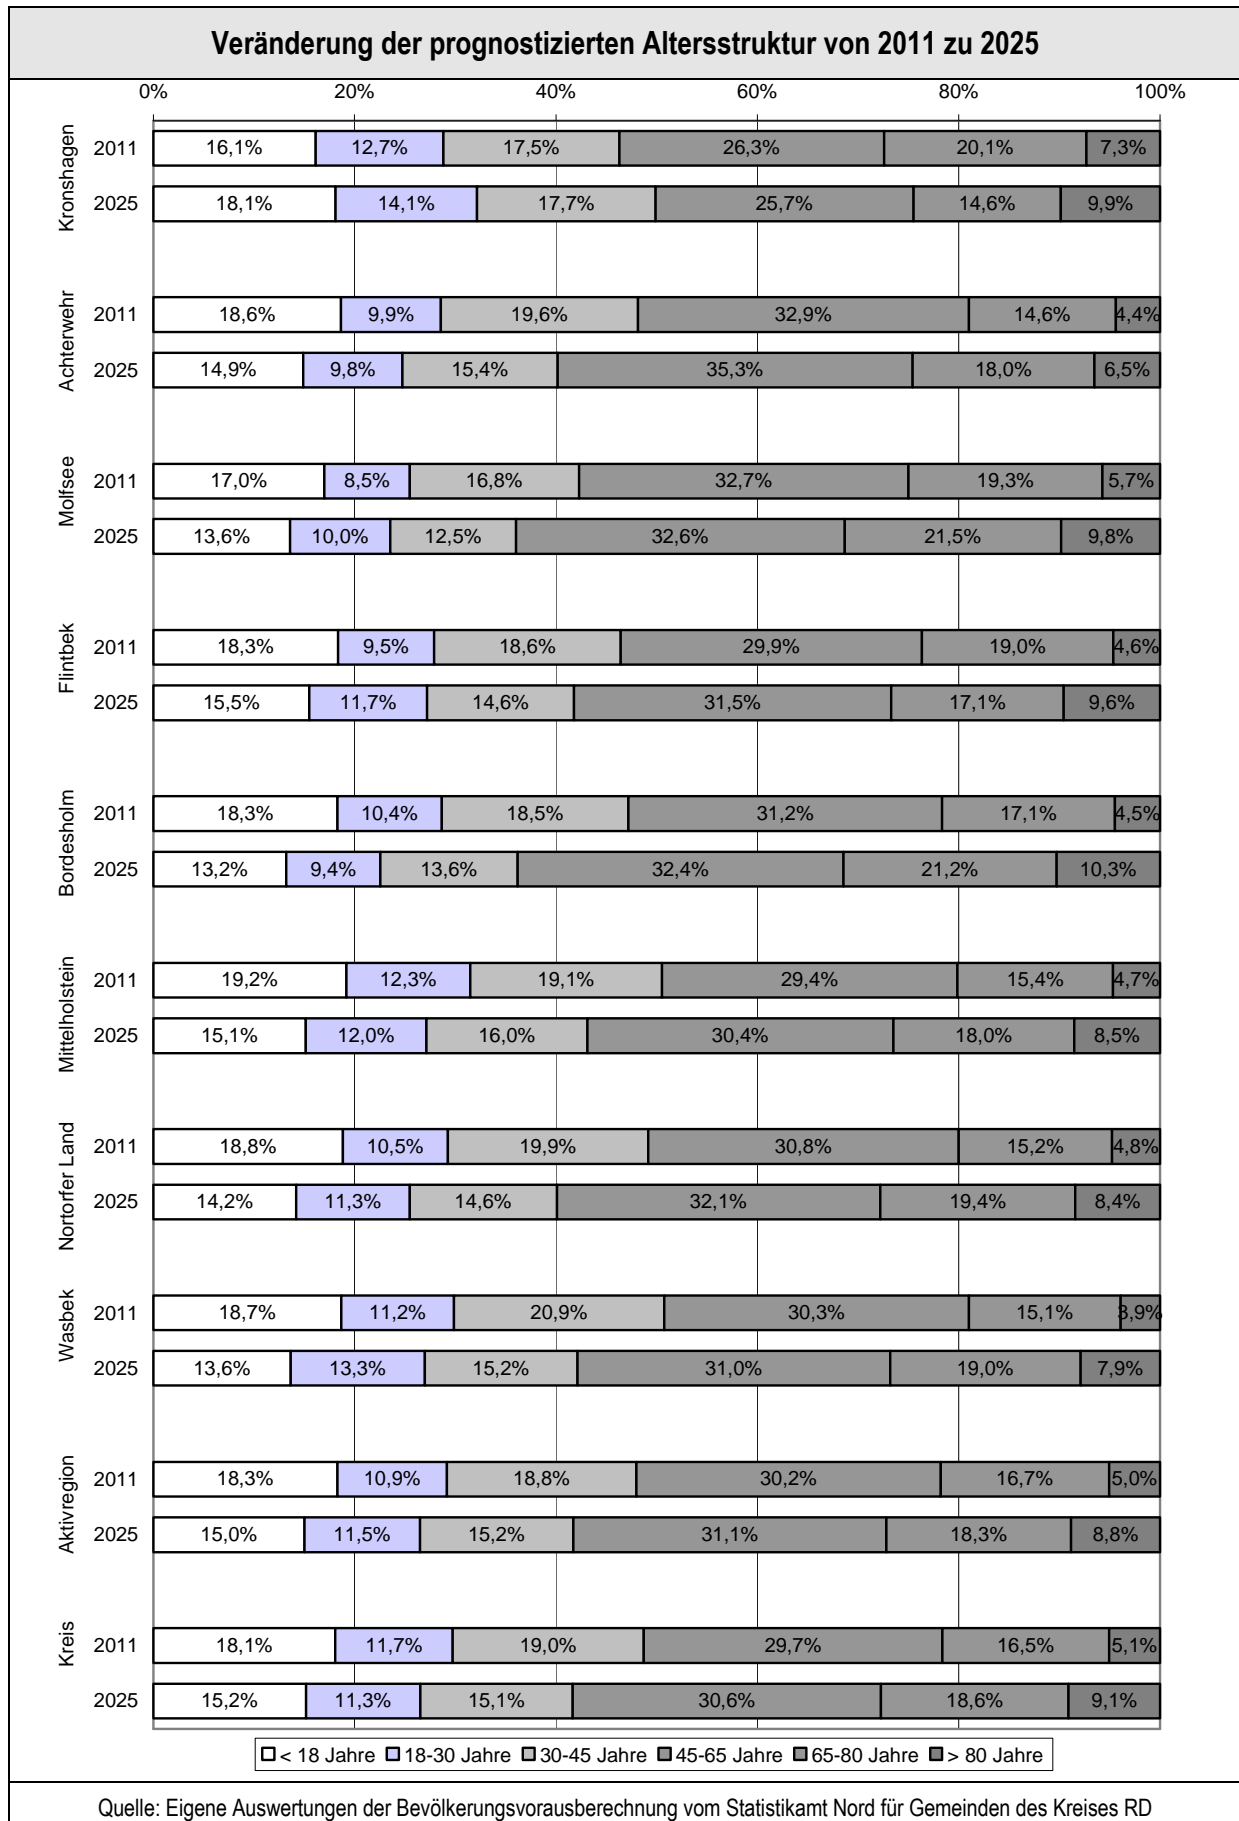 Veränderung der prognostizierten Altersstruktur von 2011 zu 2025
0% 20% 40% 60% 80% 100%
Kronshagen
2011 16,1% 12,7% 17,5% 26,3% 20,1% 7,3%
2025 18,1% 14,1% 17,7% 25,7% 14,6% 9,9%
Achterwehr
2011 18,6% 9,9% 19,6% 32,9% 14,6% 4,4%
2025 14,9% 9,8% 15,4% 35,3% 18,0% 6,5%
Molfsee
2011 17,0% 8,5% 16,8% 32,7% 19,3% 5,7%
2025 13,6% 10,0% 12,5% 32,6% 21,5% 9,8%
Flintbek
2011 18,3% 9,5% 18,6% 29,9% 19,0% 4,6%
2025 15,5% 11,7% 14,6% 31,5% 17,1% 9,6%
Bordesholm
2011 18,3% 10,4% 18,5% 31,2% 17,1% 4,5%
2025 13,2% 9,4% 13,6% 32,4% 21,2% 10,3%
Mittelholstein
2011 19,2% 12,3% 19,1% 29,4% 15,4% 4,7%
2025 15,1% 12,0% 16,0% 30,4% 18,0% 8,5%
Nortorfer Land
2011 18,8% 10,5% 19,9% 30,8% 15,2% 4,8%
2025 14,2% 11,3% 14,6% 32,1% 19,4% 8,4%
Wasbek
2011 18,7% 11,2% 20,9% 30,3% 15,1% 3,9%
2025 13,6% 13,3% 15,2% 31,0% 19,0% 7,9%
Aktivregion
2011 18,3% 10,9% 18,8% 30,2% 16,7% 5,0%
2025 15,0% 11,5% 15,2% 31,1% 18,3% 8,8%
Kreis
2011 18,1% 11,7% 19,0% 29,7% 16,5% 5,1%
2025 15,2% 11,3% 15,1% 30,6% 18,6% 9,1%
< 18 Jahre 18-30 Jahre 30-45 Jahre 45-65 Jahre 65-80 Jahre > 80 Jahre
Quelle: Eigene Auswertungen der Bevölkerungsvorausberechnung vom Statistikamt Nord für Gemeinden des Kreises RD